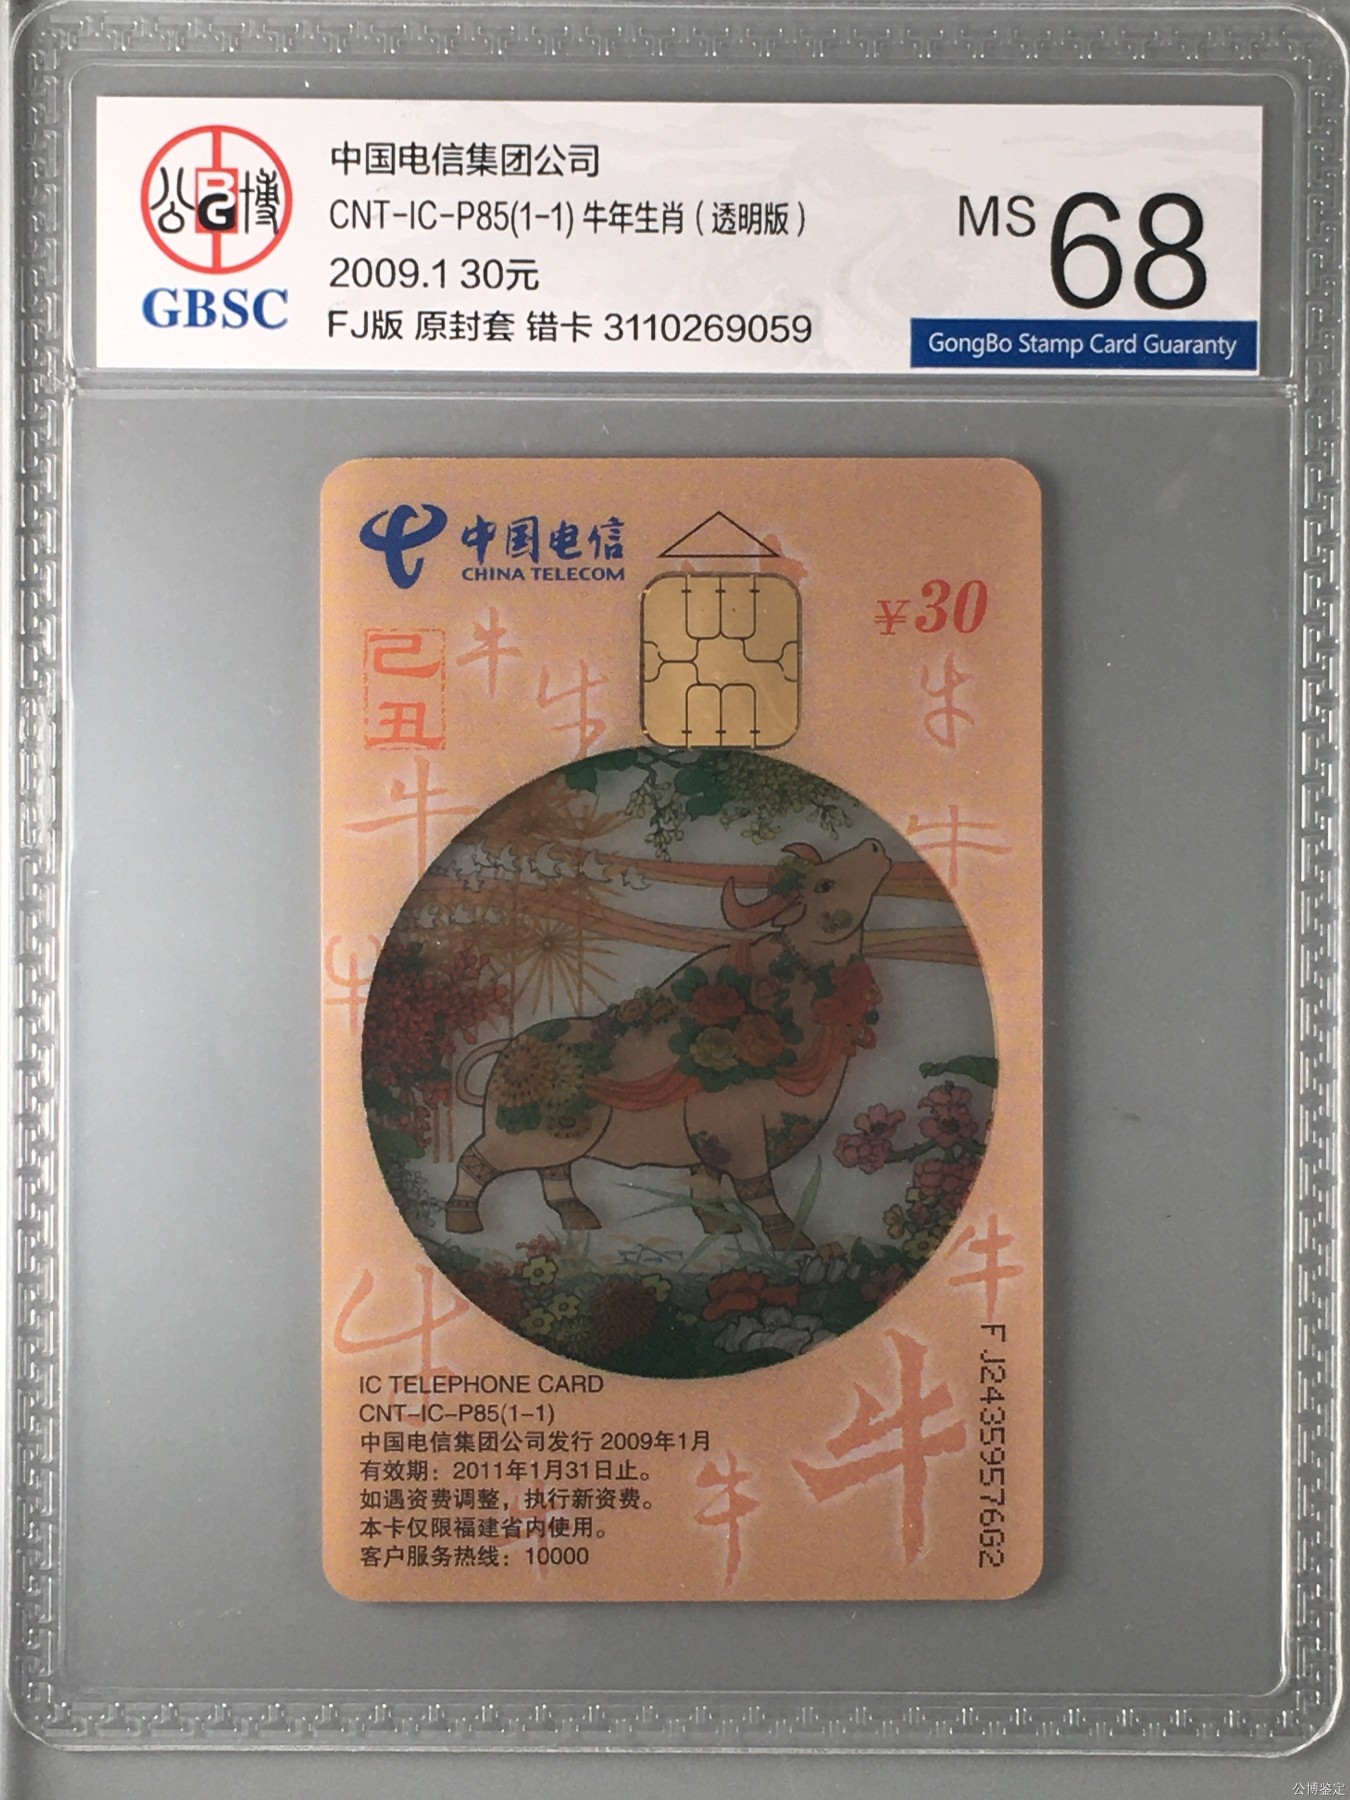 公博
BG
GBSC
中国电信集团公司
CNT-IC-P85(1-1) 牛年生肖(透明版)
2009.1 30元
FJ版 原封套 错卡 3110269059
MS 68
GongBo Stamp Card Guaranty
中国电信
CHINA TELECOM
¥30
己丑
牛
牛
牛
牛
牛
牛
牛
牛
牛
牛
牛
牛
FJ24359576G2
IC TELEPHONE CARD
CNT-IC-P85(1-1)
中国电信集团公司发行 2009年1月
有效期：2011年1月31日止。
如遇资费调整，执行新资费。
本卡仅限福建省内使用。
客户服务热线：10000
公博鉴定